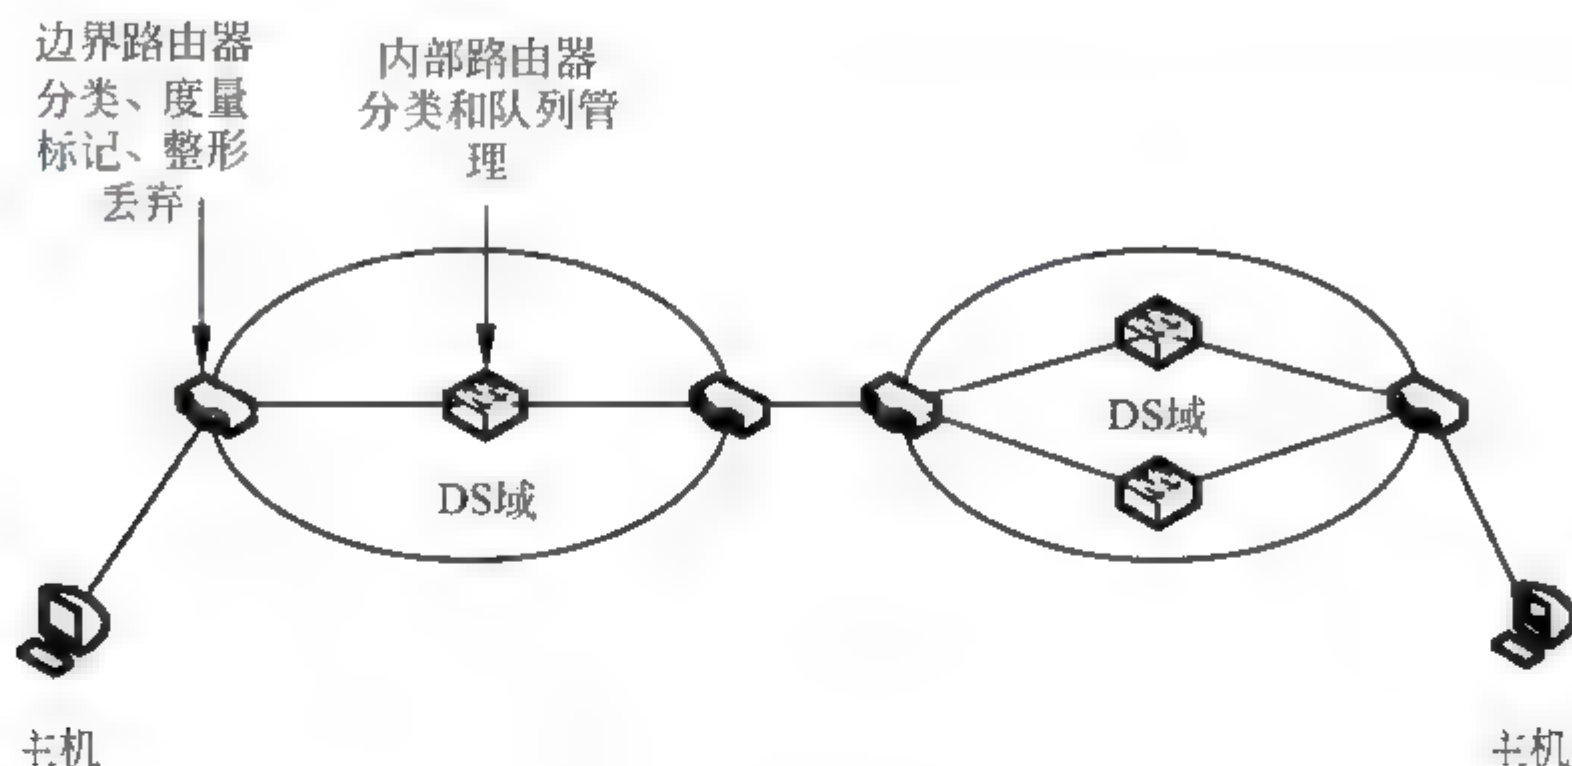 边界路由器
分类、度量
标记、整形
丢弃
内部路由器
分类和队列管
理
DS域
DS域
主机
主机